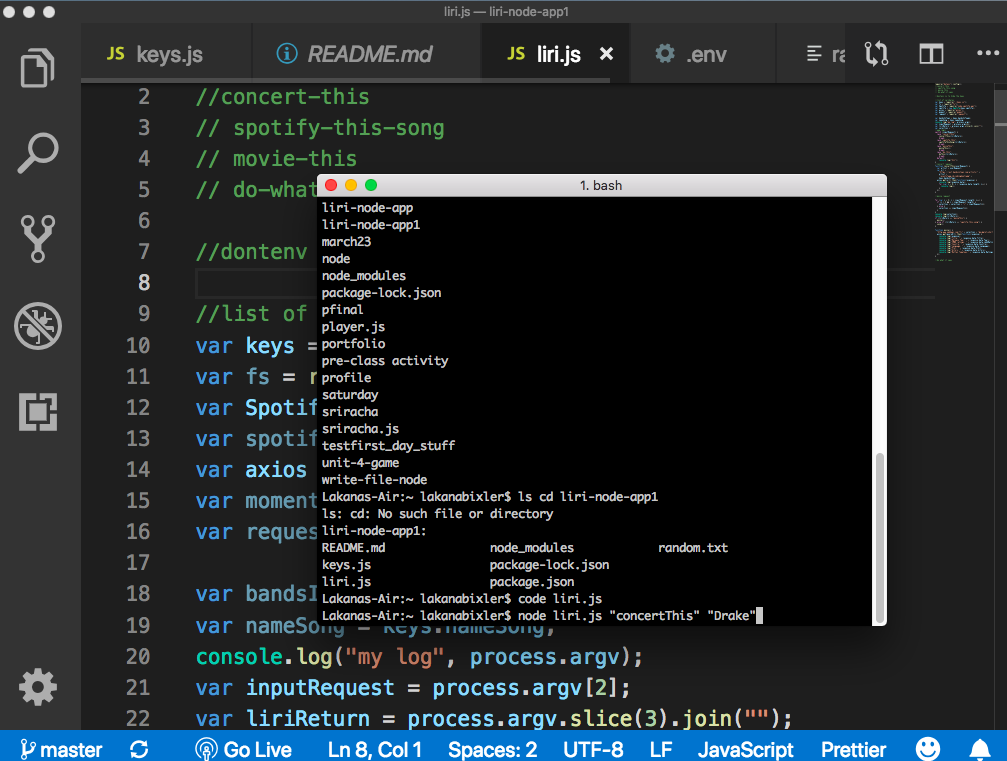 liri.js — liri-node-app1
JS keys.js
README.md
JS liri.js
.env
ra
2 //concert-this
3 // spotify-this-song
4 // movie-this
5 // do-what
6
7 //dontenv
8
9 //list of
10 var keys =
11 var fs = r
12 var Spotif
13 var spotif
14 var axios
15 var moment
16 var reques
17
18 var bandsI
19 var nameSong = keys.nameSong;
20 console.log("my log", process.argv);
21 var inputRequest = process.argv[2];
22 var liriReturn = process.argv.slice(3).join("");
1. bash
liri-node-app
liri-node-app1
march23
node
node_modules
package-lock.json
pfinal
player.js
portfolio
pre-class activity
profile
saturday
sriracha
sriracha.js
testfirst_day_stuff
unit-4-game
write-file-node
Lakanas-Air:~ lakanabixler$ ls cd liri-node-app1
ls: cd: No such file or directory
liri-node-app1:
README.md node_modules random.txt
keys.js package-lock.json
liri.js package.json
Lakanas-Air:~ lakanabixler$ code liri.js
Lakanas-Air:~ lakanabixler$ node liri.js "concertThis" "Drake"
master Go Live Ln 8, Col 1 Spaces: 2 UTF-8 LF JavaScript Prettier